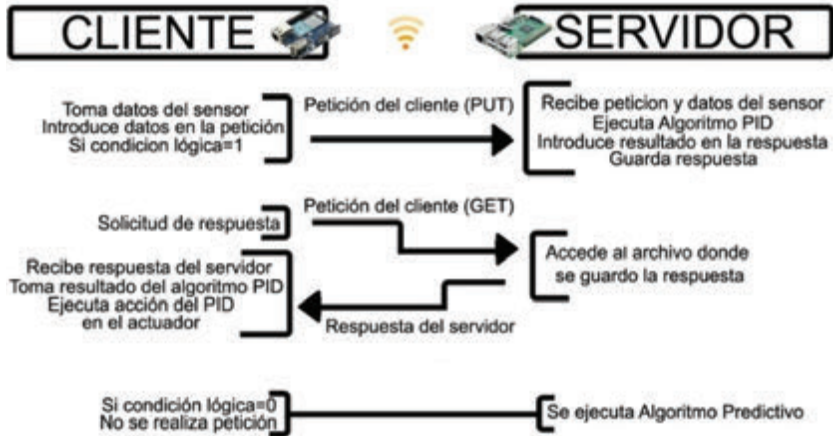 CLIENTE
SERVIDOR
Toma datos del sensor
Introduce datos en la petición
Si condicion lógica=1
Petición del cliente (PUT)
Recibe peticion y datos del sensor
Ejecuta Algoritmo PID
Introduce resultado en la respuesta
Guarda respuesta
Solicitud de respuesta
Petición del cliente (GET)
Accede al archivo donde
se guardo la respuesta
Recibe respuesta del servidor
Toma resultado del algoritmo PID
Ejecuta acción del PID
en el actuador
Respuesta del servidor
Si condición lógica=0
No se realiza petición
Se ejecuta Algoritmo Predictivo